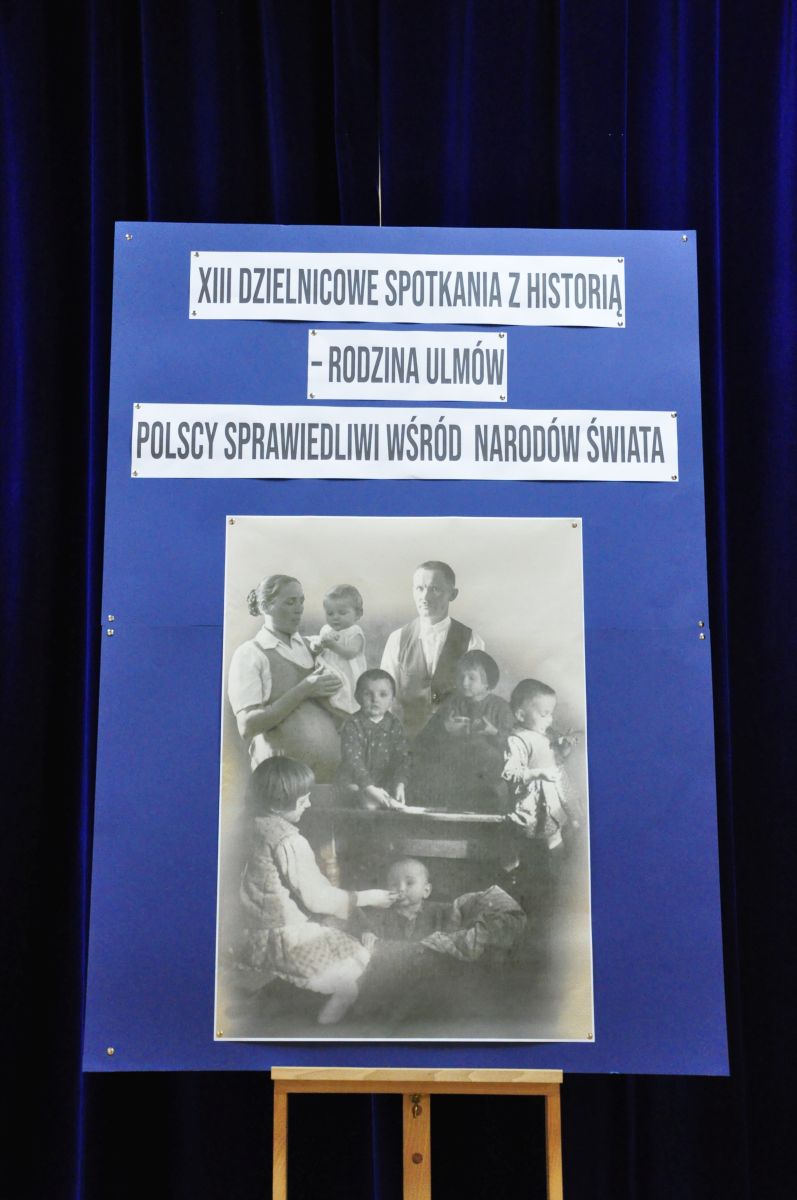 XIII DZIELNICOWE SPOTKANIA Z HISTORIĄ
– RODZINA ULMÓW
POLSCY SPRAWIEDLIWI WŚRÓD NARODÓW ŚWIATA